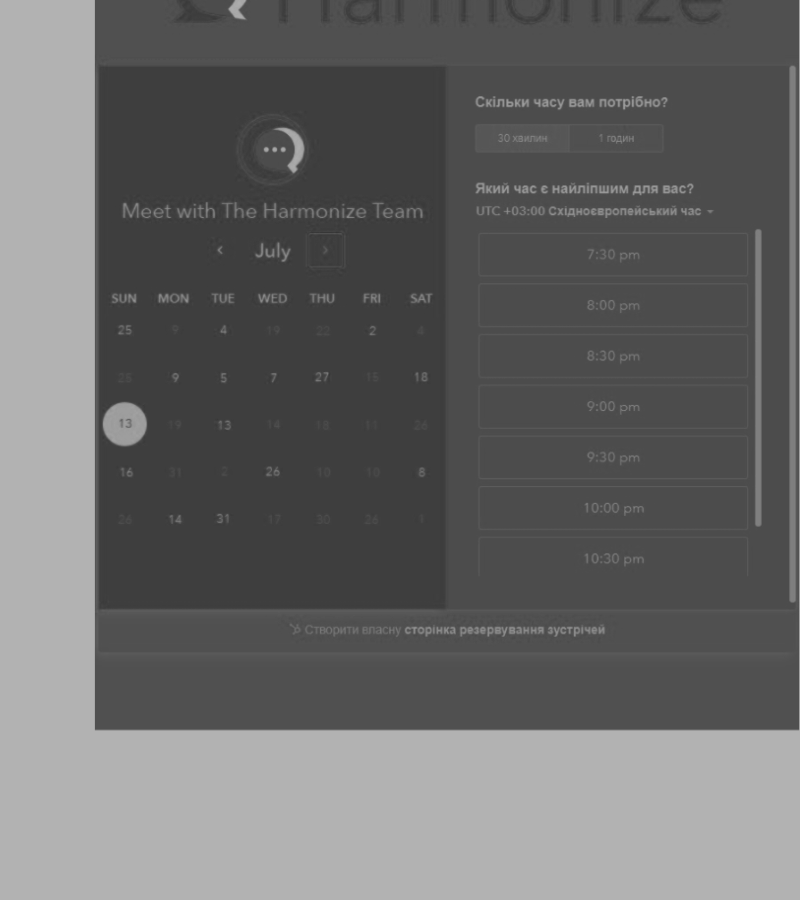 Harmonize
Meet with The Harmonize Team
July
SUN MON TUE WED THU FRI SAT
25 9 4 19 22 2 4
25 9 5 7 27 15 18
13 19 13 14 18 11 26
16 31 2 26 10 10 8
26 14 31 17 30 26 1
Скільки часу вам потрібно?
30 хвилин 1 годин
Який час є найліпшим для вас?
UTC +03:00 Східноєвропейський час
7:30 pm
8:00 pm
8:30 pm
9:00 pm
9:30 pm
10:00 pm
10:30 pm
Створити власну сторінка резервування зустрічей